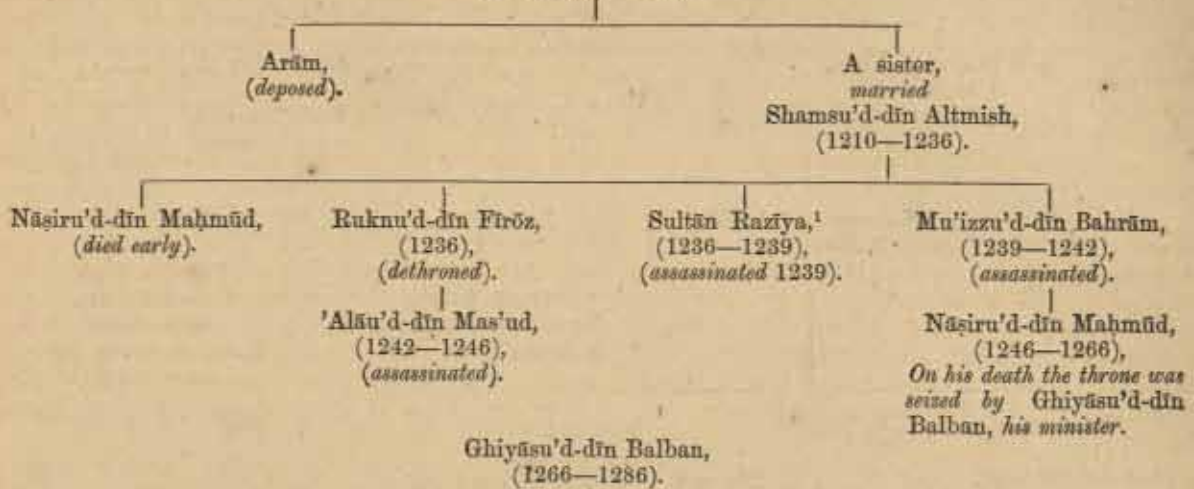 Arām,
(deposed).
A sister,
married
Shamsu'd-dīn Altmish,
(1210—1236).
Nāṣiru'd-dīn Maḥmūd,
(died early).
Ruknu'd-dīn Fīrōz,
(1236),
(dethroned).
'Alāu'd-dīn Mas'ud,
(1242—1246),
(assassinated).
Sultān Razīya,¹
(1236—1239),
(assassinated 1239).
Mu'izzu'd-dīn Bahrām,
(1239—1242),
(assassinated).
Nāṣiru'd-dīn Maḥmūd,
(1246—1266),
On his death the throne was
seized by Ghiyāsu'd-dīn
Balban, his minister.
Ghiyāsu'd-dīn Balban,
(1266—1286).